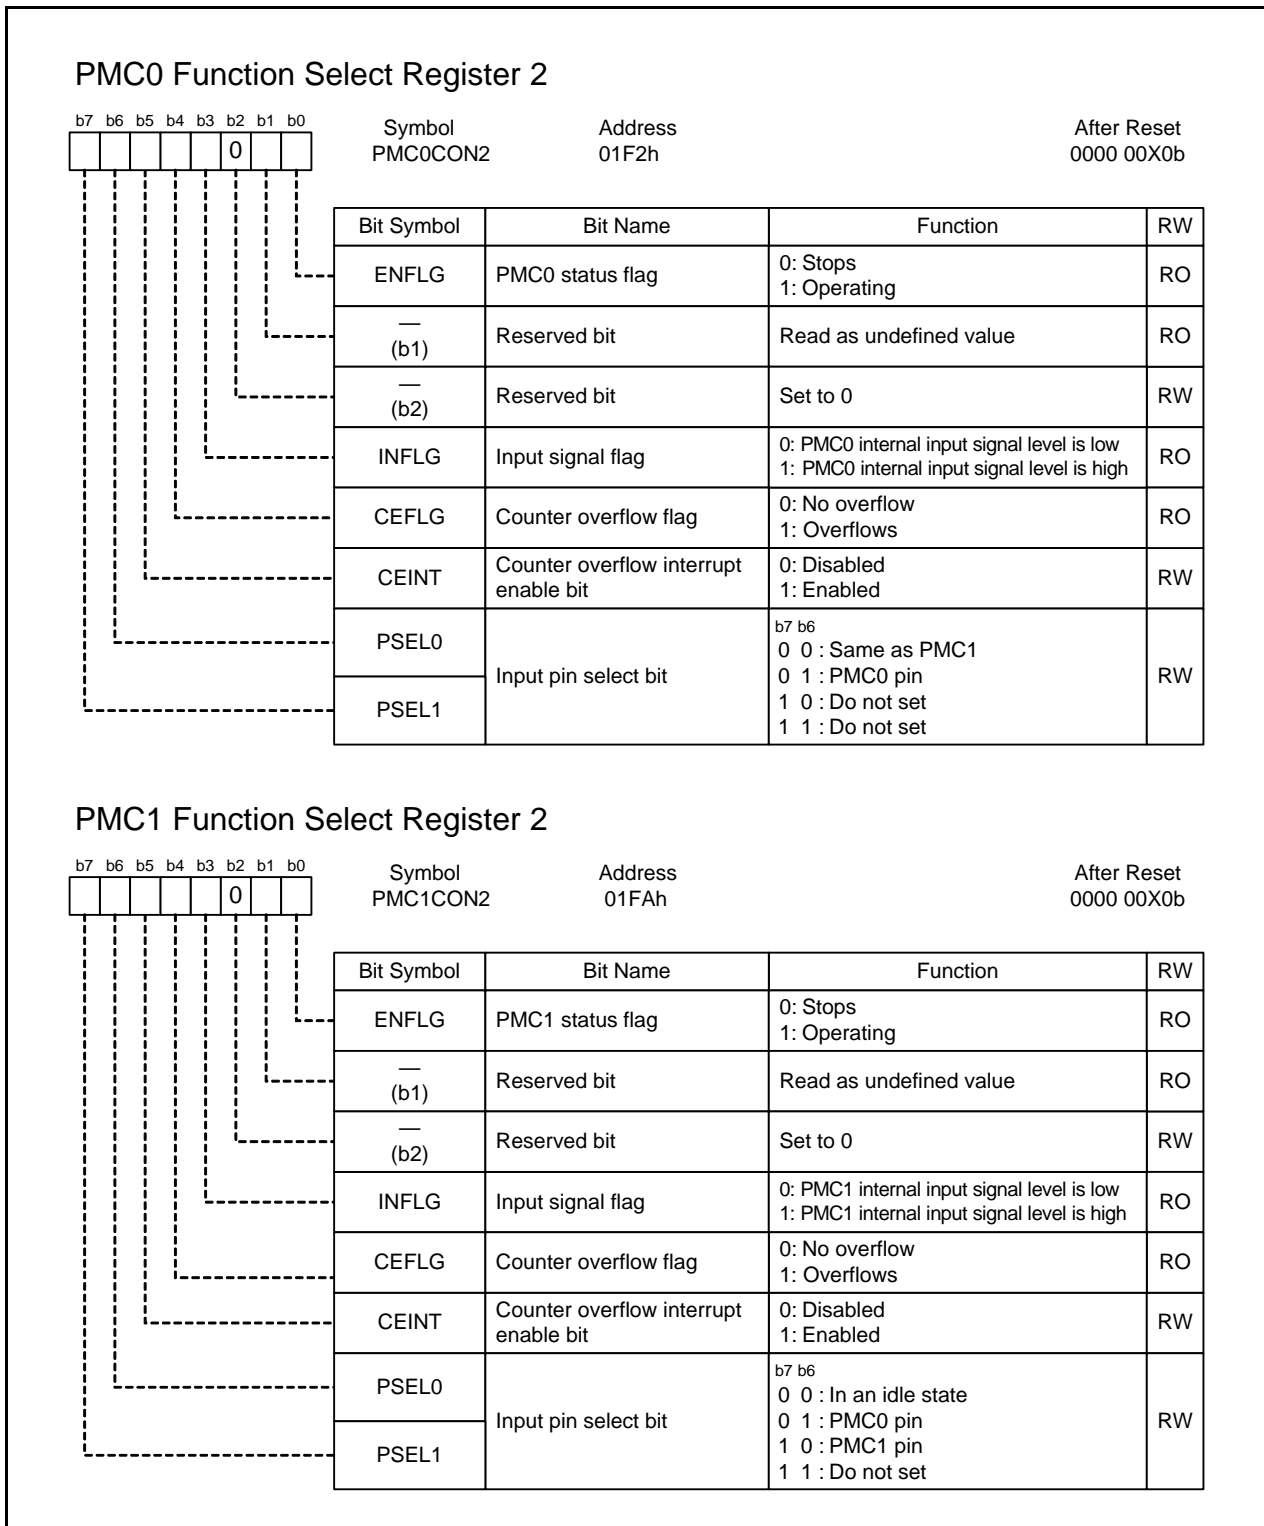 PMC0 Function Select Register 2
b7 b6 b5 b4 b3 b2 b1 b0
Symbol Address After Reset
0
PMC0CON2 01F2h 0000 00X0b
Bit Symbol Bit Name Function RW
ENFLG PMC0 status flag 0: Stops RO
1: Operating
— (b1) Reserved bit Read as undefined value RO
— (b2) Reserved bit Set to 0 RW
INFLG Input signal flag 0: PMC0 internal input signal level is low RO
1: PMC0 internal input signal level is high
CEFLG Counter overflow flag 0: No overflow RO
1: Overflows
CEINT Counter overflow interrupt 0: Disabled RW
enable bit 1: Enabled
PSEL0 b7 b6
0 0 : Same as PMC1
Input pin select bit 0 1 : PMC0 pin RW
PSEL1 1 0 : Do not set
1 1 : Do not set
PMC1 Function Select Register 2
b7 b6 b5 b4 b3 b2 b1 b0
Symbol Address After Reset
0
PMC1CON2 01FAh 0000 00X0b
Bit Symbol Bit Name Function RW
ENFLG PMC1 status flag 0: Stops RO
1: Operating
— (b1) Reserved bit Read as undefined value RO
— (b2) Reserved bit Set to 0 RW
INFLG Input signal flag 0: PMC1 internal input signal level is low RO
1: PMC1 internal input signal level is high
CEFLG Counter overflow flag 0: No overflow RO
1: Overflows
CEINT Counter overflow interrupt 0: Disabled RW
enable bit 1: Enabled
PSEL0 b7 b6
0 0 : In an idle state
Input pin select bit 0 1 : PMC0 pin RW
PSEL1 1 0 : PMC1 pin
1 1 : Do not set